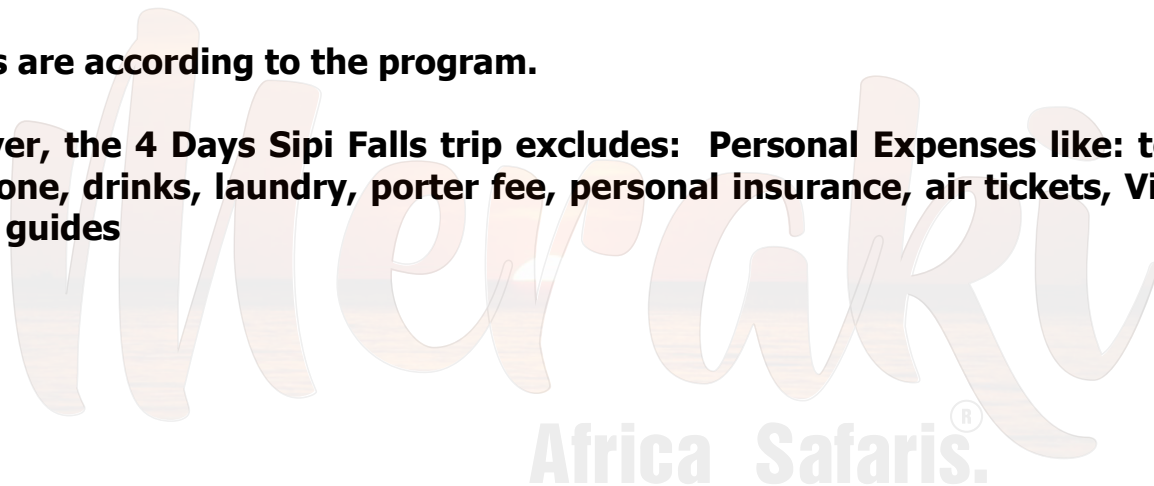 s are according to the program.
ver, the 4 Days Sipi Falls trip excludes:  Personal Expenses like: t
one, drinks, laundry, porter fee, personal insurance, air tickets, Vi
guides
Meraki
Africa Safaris.®